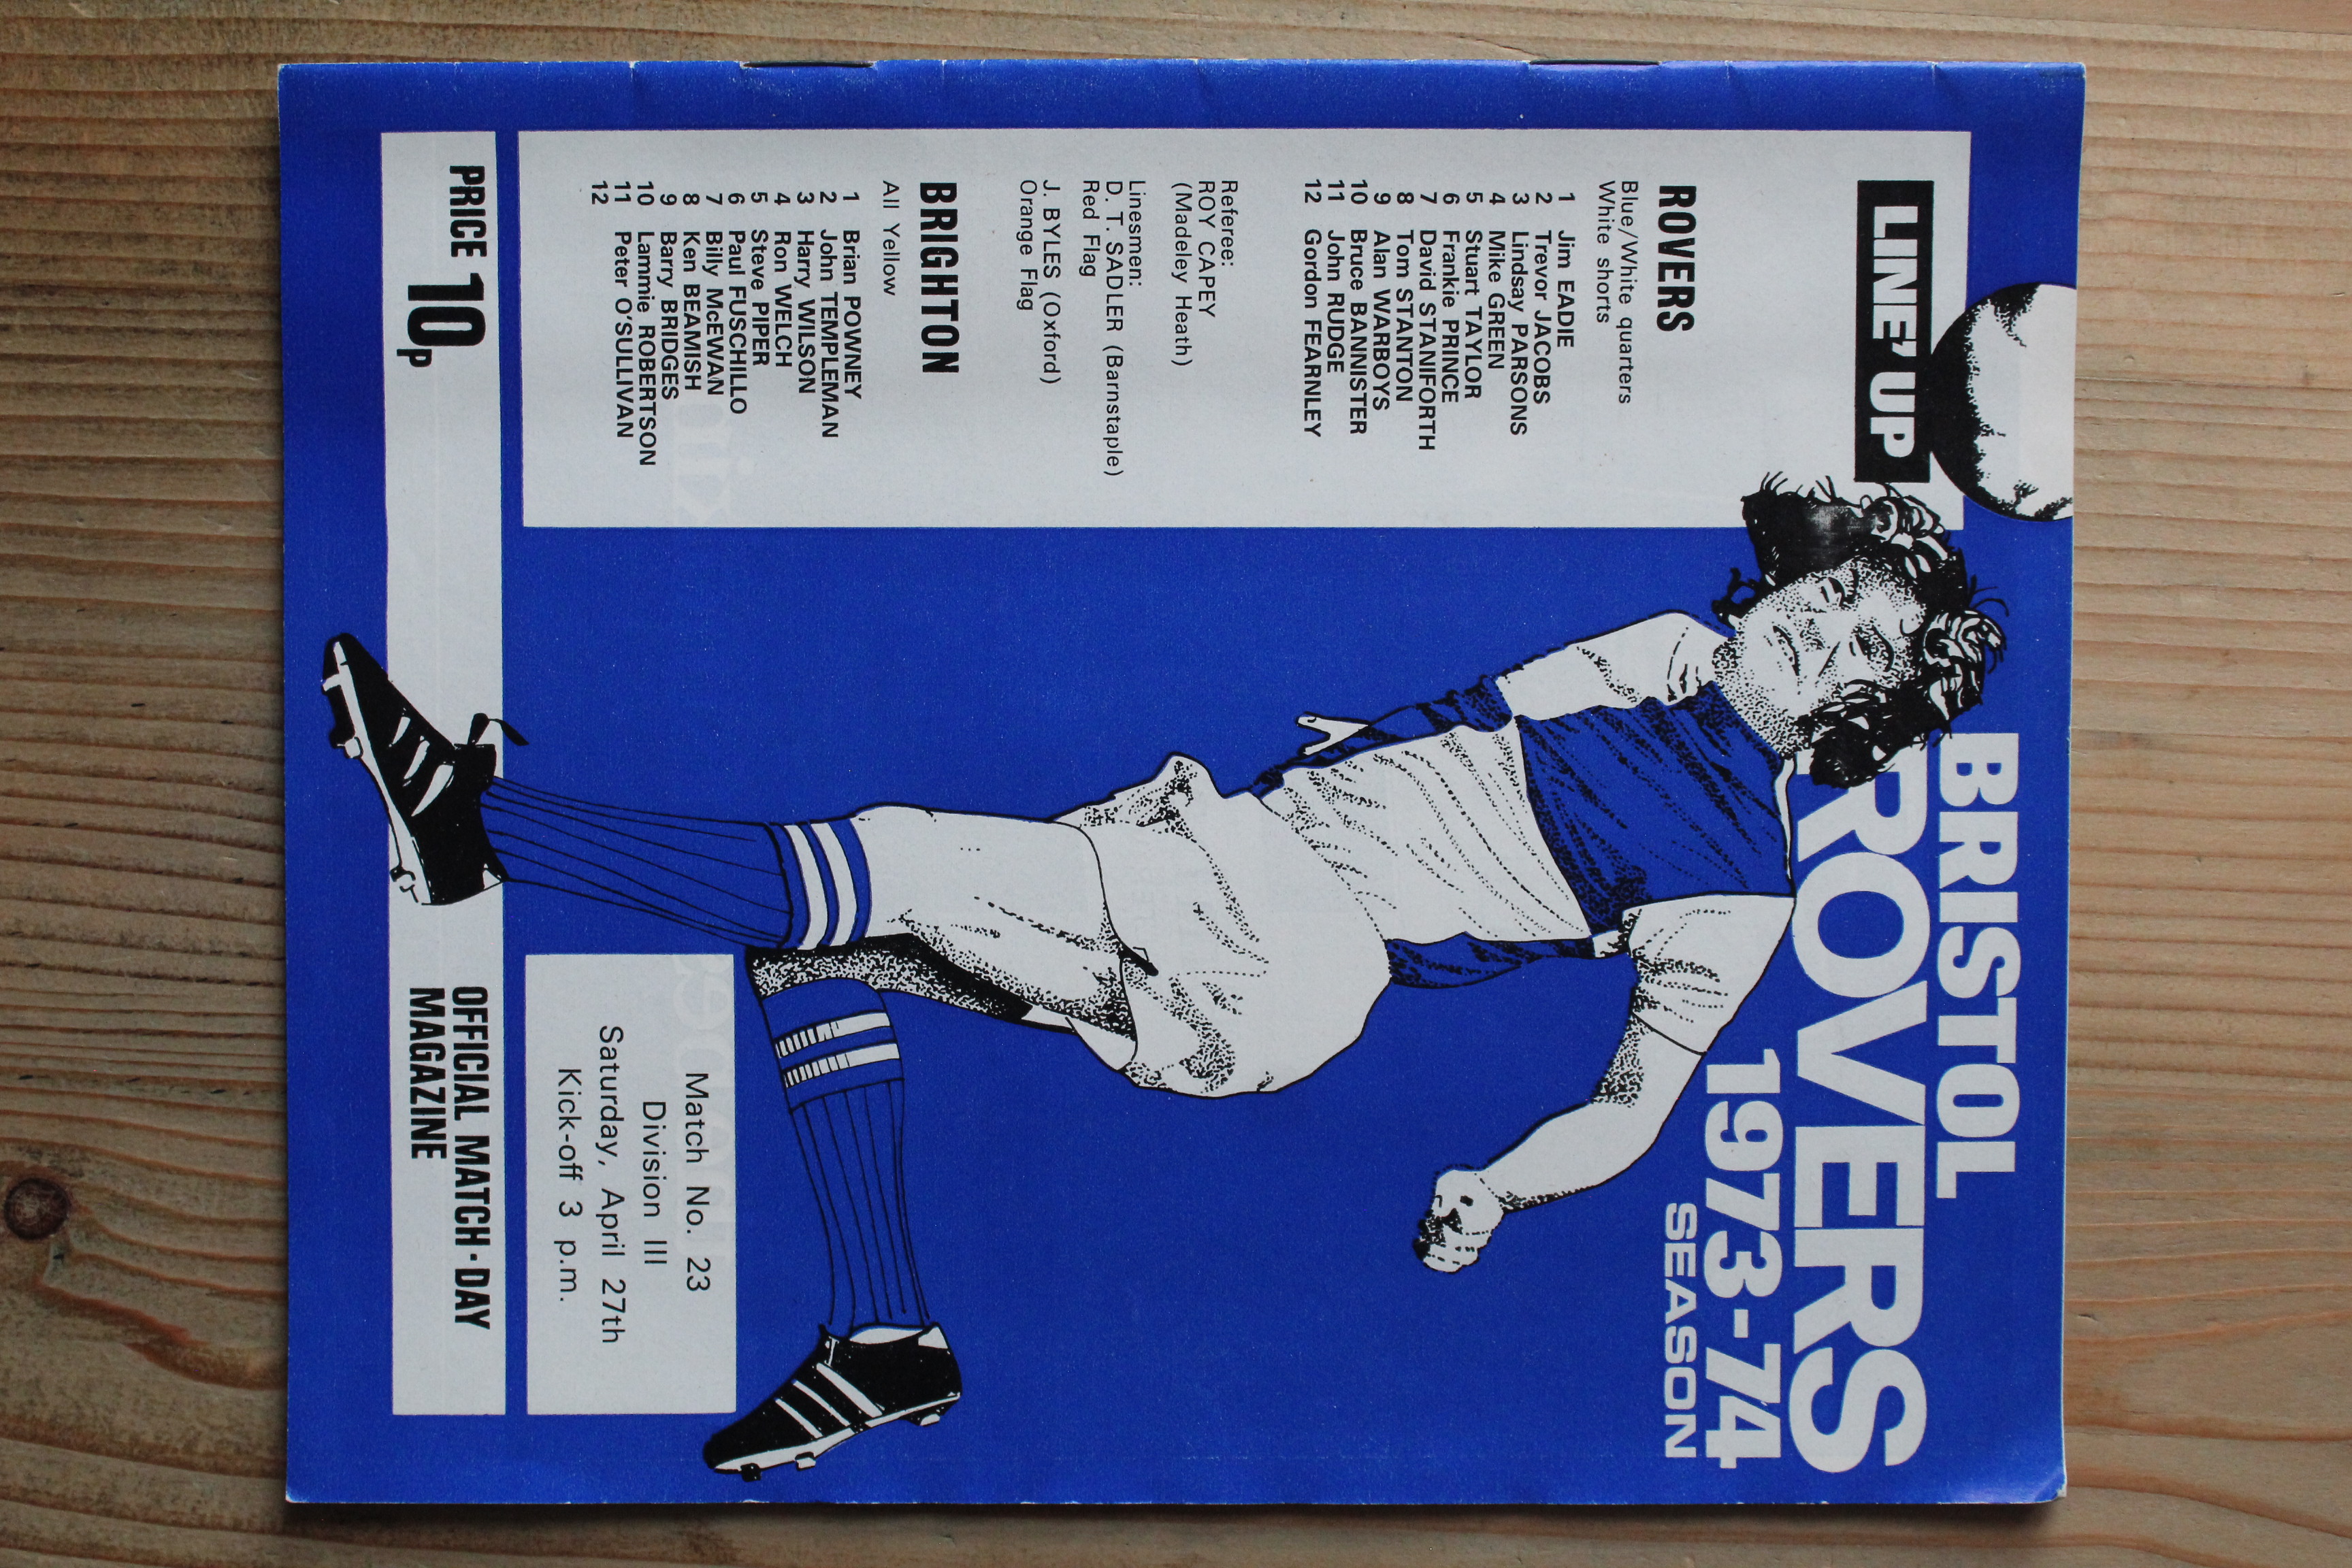 BRISTOL
ROVERS
1973-74
SEASON
LINE' UP
ROVERS
Blue/White quarters
White shorts
1 Jim EADIE
2 Trevor JACOBS
3 Lindsay PARSONS
4 Mike GREEN
5 Stuart TAYLOR
6 Frankie PRINCE
7 David STANIFORTH
8 Tom STANTON
9 Alan WARBOYS
10 Bruce BANNISTER
11 John RUDGE
12 Gordon FEARNLEY
Referee:
ROY CAPEY
(Madeley Heath)
Linesmen:
D. T. SADLER (Barnstaple)
Red Flag
J. BYLES (Oxford)
Orange Flag
BRIGHTON
All Yellow
1 Brian POWNEY
2 John TEMPLEMAN
3 Harry WILSON
4 Ron WELCH
5 Steve PIPER
6 Paul FUSCHILLO
7 Billy McEWAN
8 Ken BEAMISH
9 Barry BRIDGES
10 Lammie ROBERTSON
11 Peter O'SULLIVAN
12
Match No. 23
Division III
Saturday, April 27th
Kick-off 3 p.m.
PRICE 10p
OFFICIAL MATCH-DAY
MAGAZINE